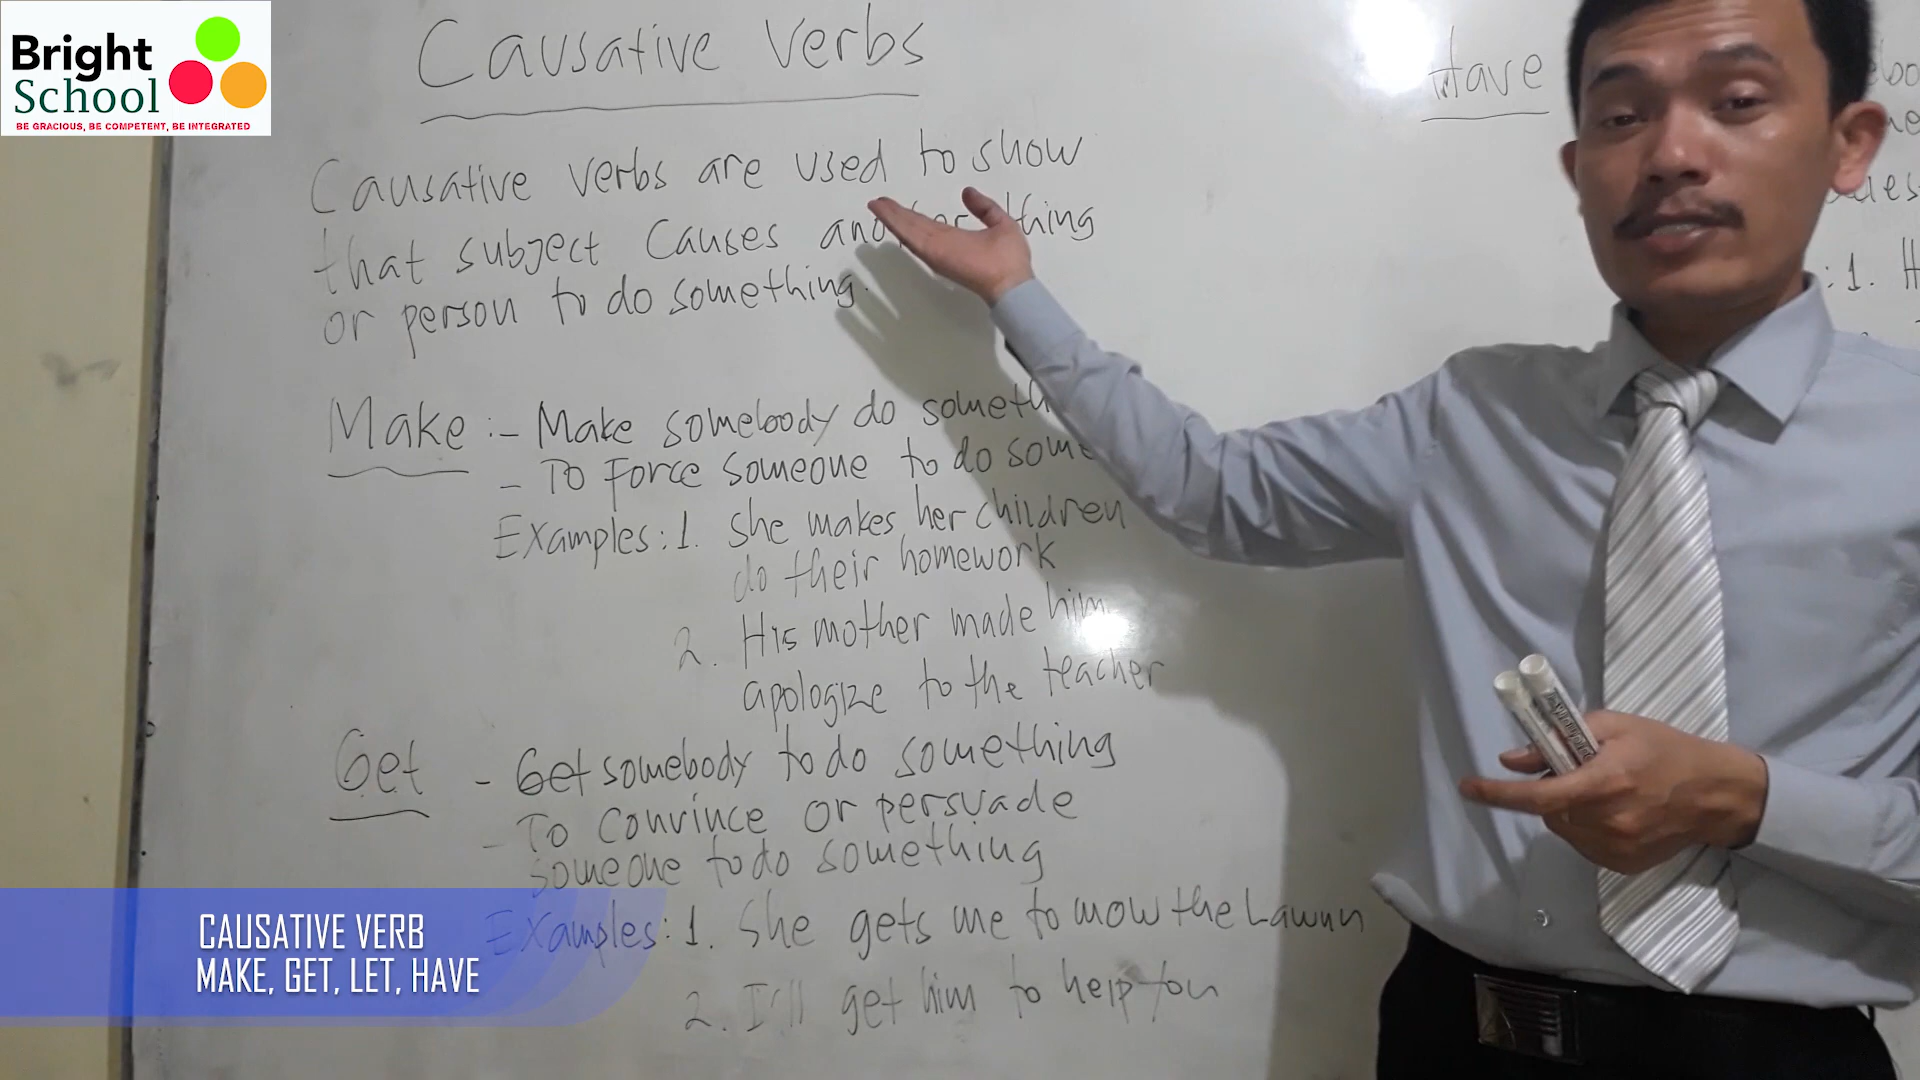 Bright
School
BE GRACIOUS, BE COMPETENT, BE INTEGRATED
Causative Verbs
Causative verbs are used to show
that subject causes another thing
or person to do something.
Make :- Make somebody do
- To Force someone to do
Examples: 1. She makes her children
do their homework
2. His mother made him
apologize to the teacher
Get - Get somebody to do something
- To convince or persuade
someone to do something
Examples: 1. She gets me to mow the Lawnn
2. I'll get him to help you
Have
: 1.
CAUSATIVE VERB
MAKE, GET, LET, HAVE